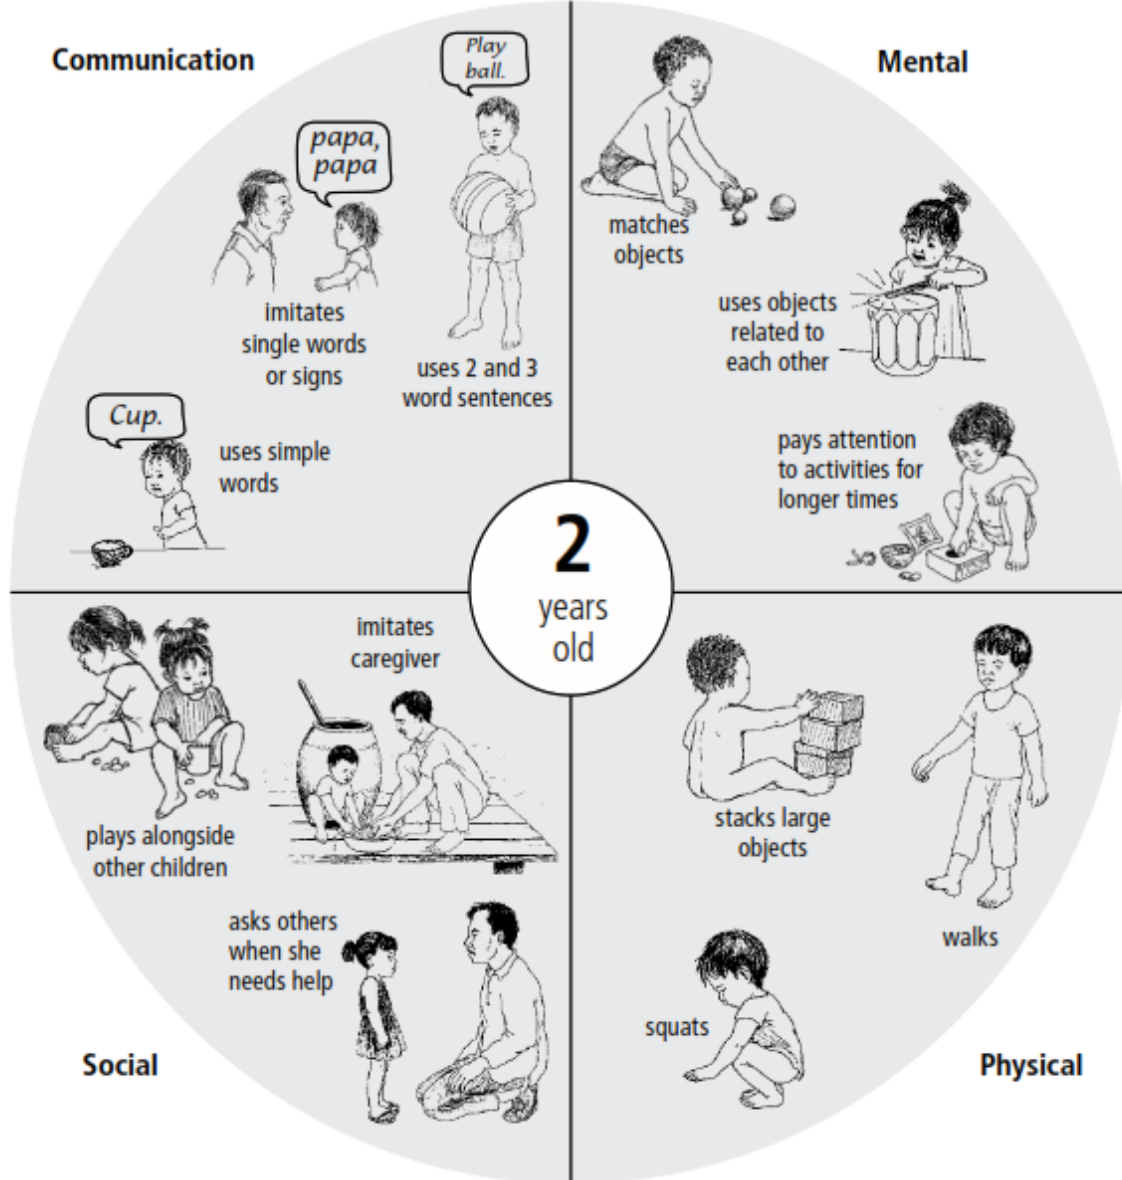 Communication
Play
ball.
papa,
papa
imitates
single words
or signs
uses 2 and 3
word sentences
Cup.
uses simple
words
Mental
matches
objects
uses objects
related to
each other
pays attention
to activities for
longer times
2
years
old
imitates
caregiver
plays alongside
other children
asks others
when she
needs help
Social
stacks large
objects
walks
squats
Physical